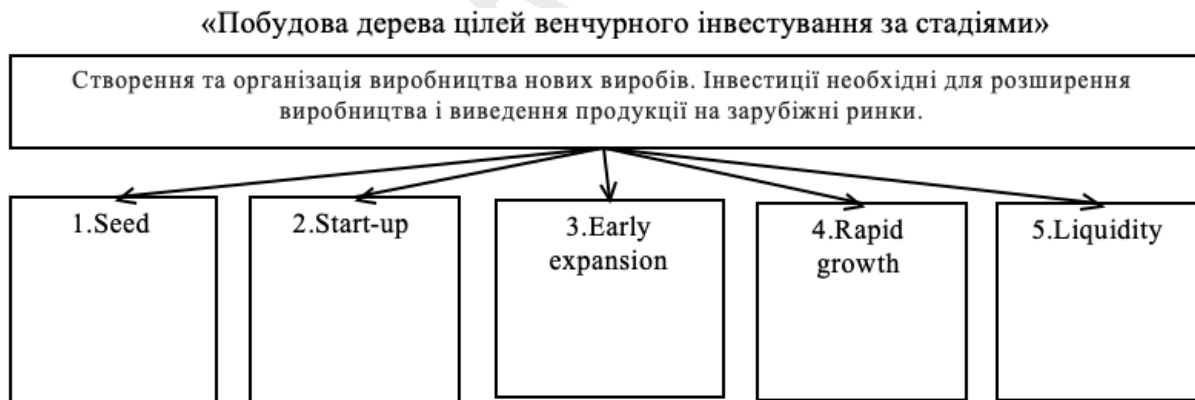 «Побудова дерева цілей венчурного інвестування за стадіями»
Створення та організація виробництва нових виробів. Інвестиції необхідні для розширення
виробництва і виведення продукції на зарубіжні ринки.
1.Seed
2.Start-up
3.Early
expansion
4.Rapid
growth
5.Liquidity